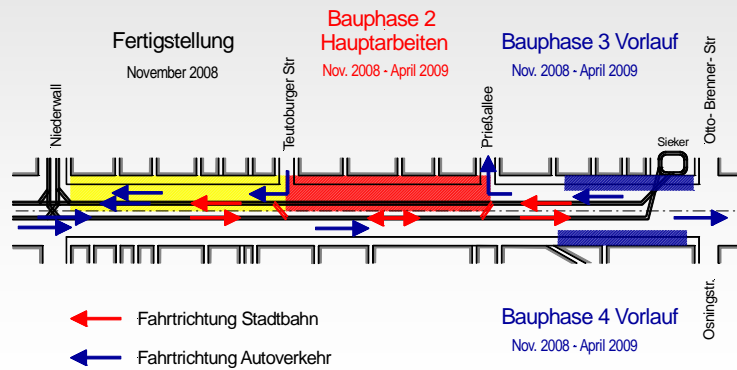 Fertigstellung
November 2008
Bauphase 2
Hauptarbeiten
Nov. 2008 - April 2009
Bauphase 3 Vorlauf
Nov. 2008 - April 2009
Niederwall
Teutoburger Str
Prießallee
Sieker
Otto- Brenner- Str
Osningstr.
Fahrtrichtung Stadtbahn
Fahrtrichtung Autoverkehr
Bauphase 4 Vorlauf
Nov. 2008 - April 2009